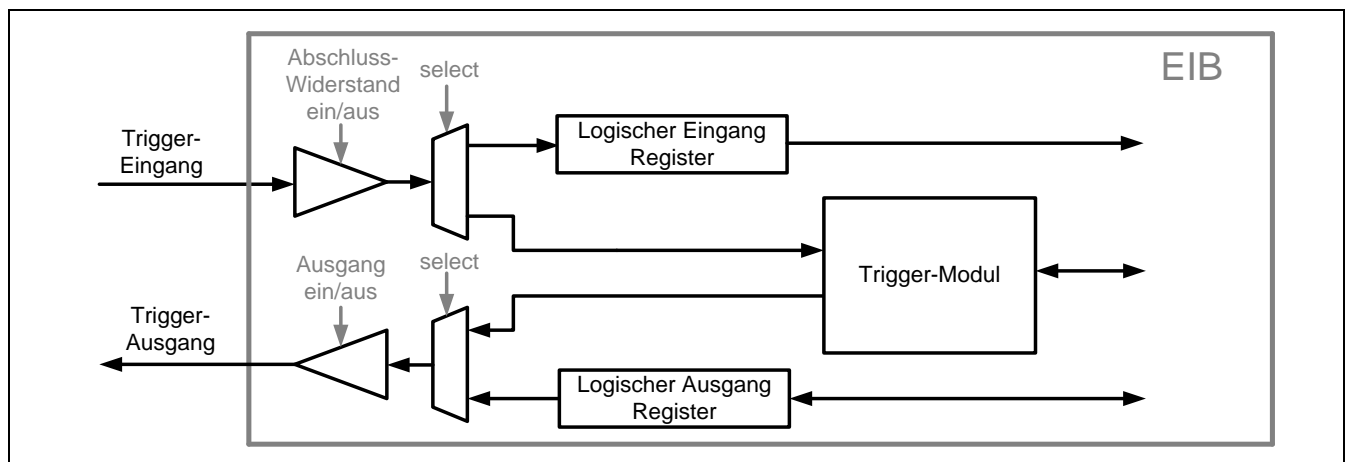 EIB
Abschluss-
Widerstand
ein/aus
select
Trigger-
Eingang
Logischer Eingang
Register
Trigger-Modul
Ausgang
ein/aus
select
Trigger-
Ausgang
Logischer Ausgang
Register